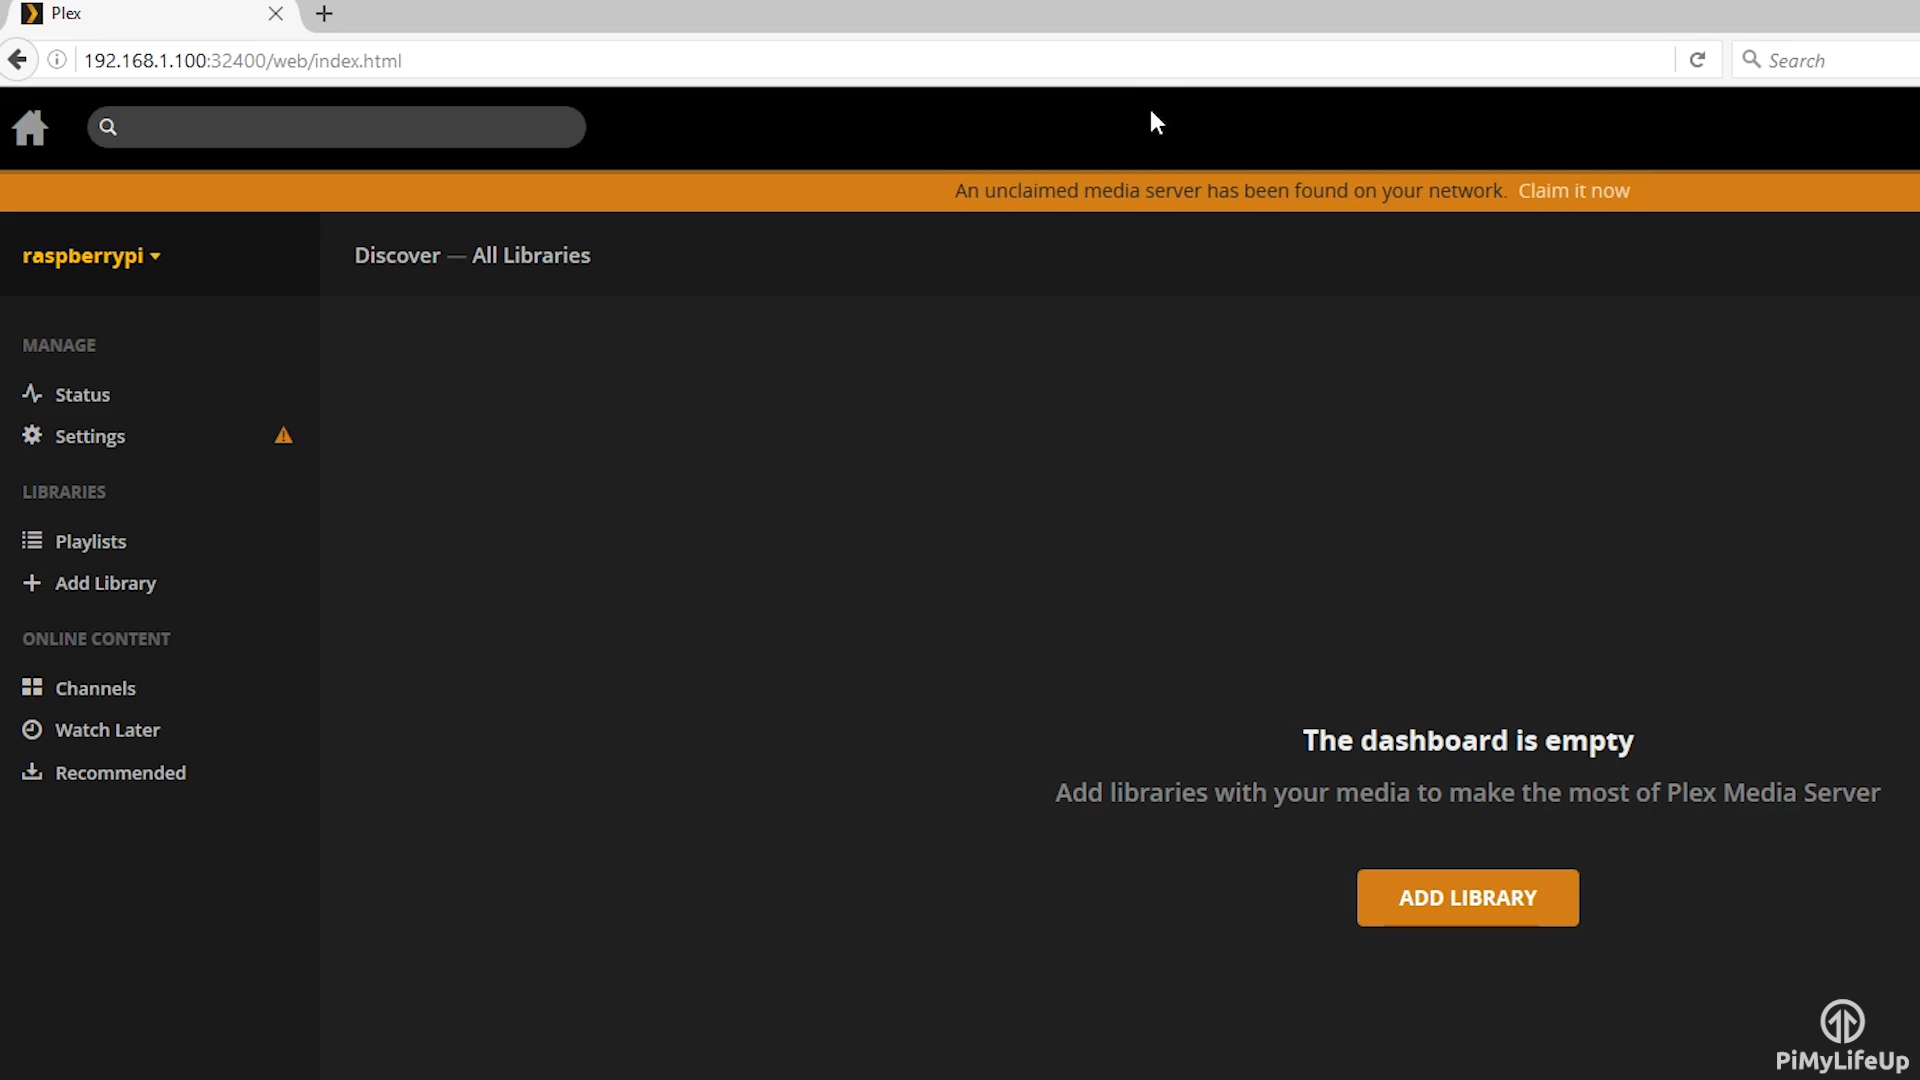 Plex
192.168.1.100:32400/web/index.html
Search
An unclaimed media server has been found on your network. Claim it now
raspberrypi
Discover — All Libraries
MANAGE
Status
Settings
LIBRARIES
Playlists
Add Library
ONLINE CONTENT
Channels
Watch Later
Recommended
The dashboard is empty
Add libraries with your media to make the most of Plex Media Server
ADD LIBRARY
PiMyLifeUp